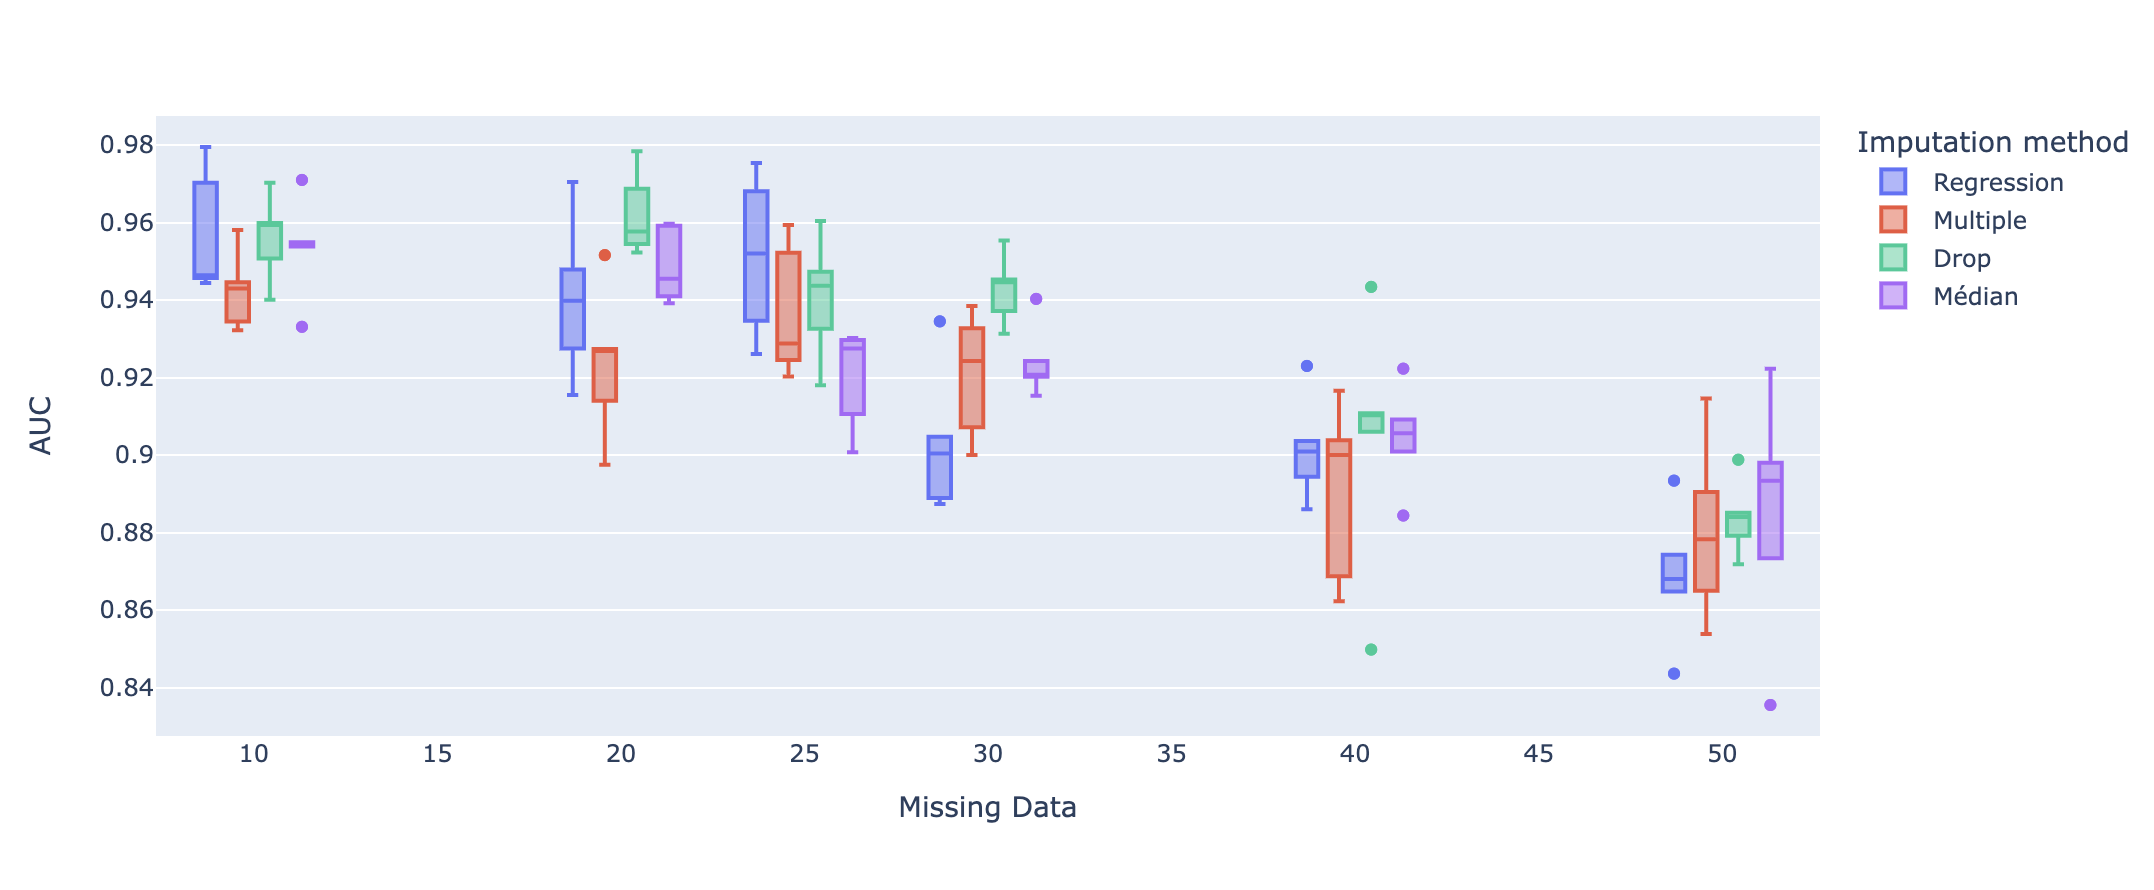 Imputation method
Regression
Multiple
Drop
Médian
AUC
0.98
0.96
0.94
0.92
0.9
0.88
0.86
0.84
10 15 20 25 30 35 40 45 50
Missing Data